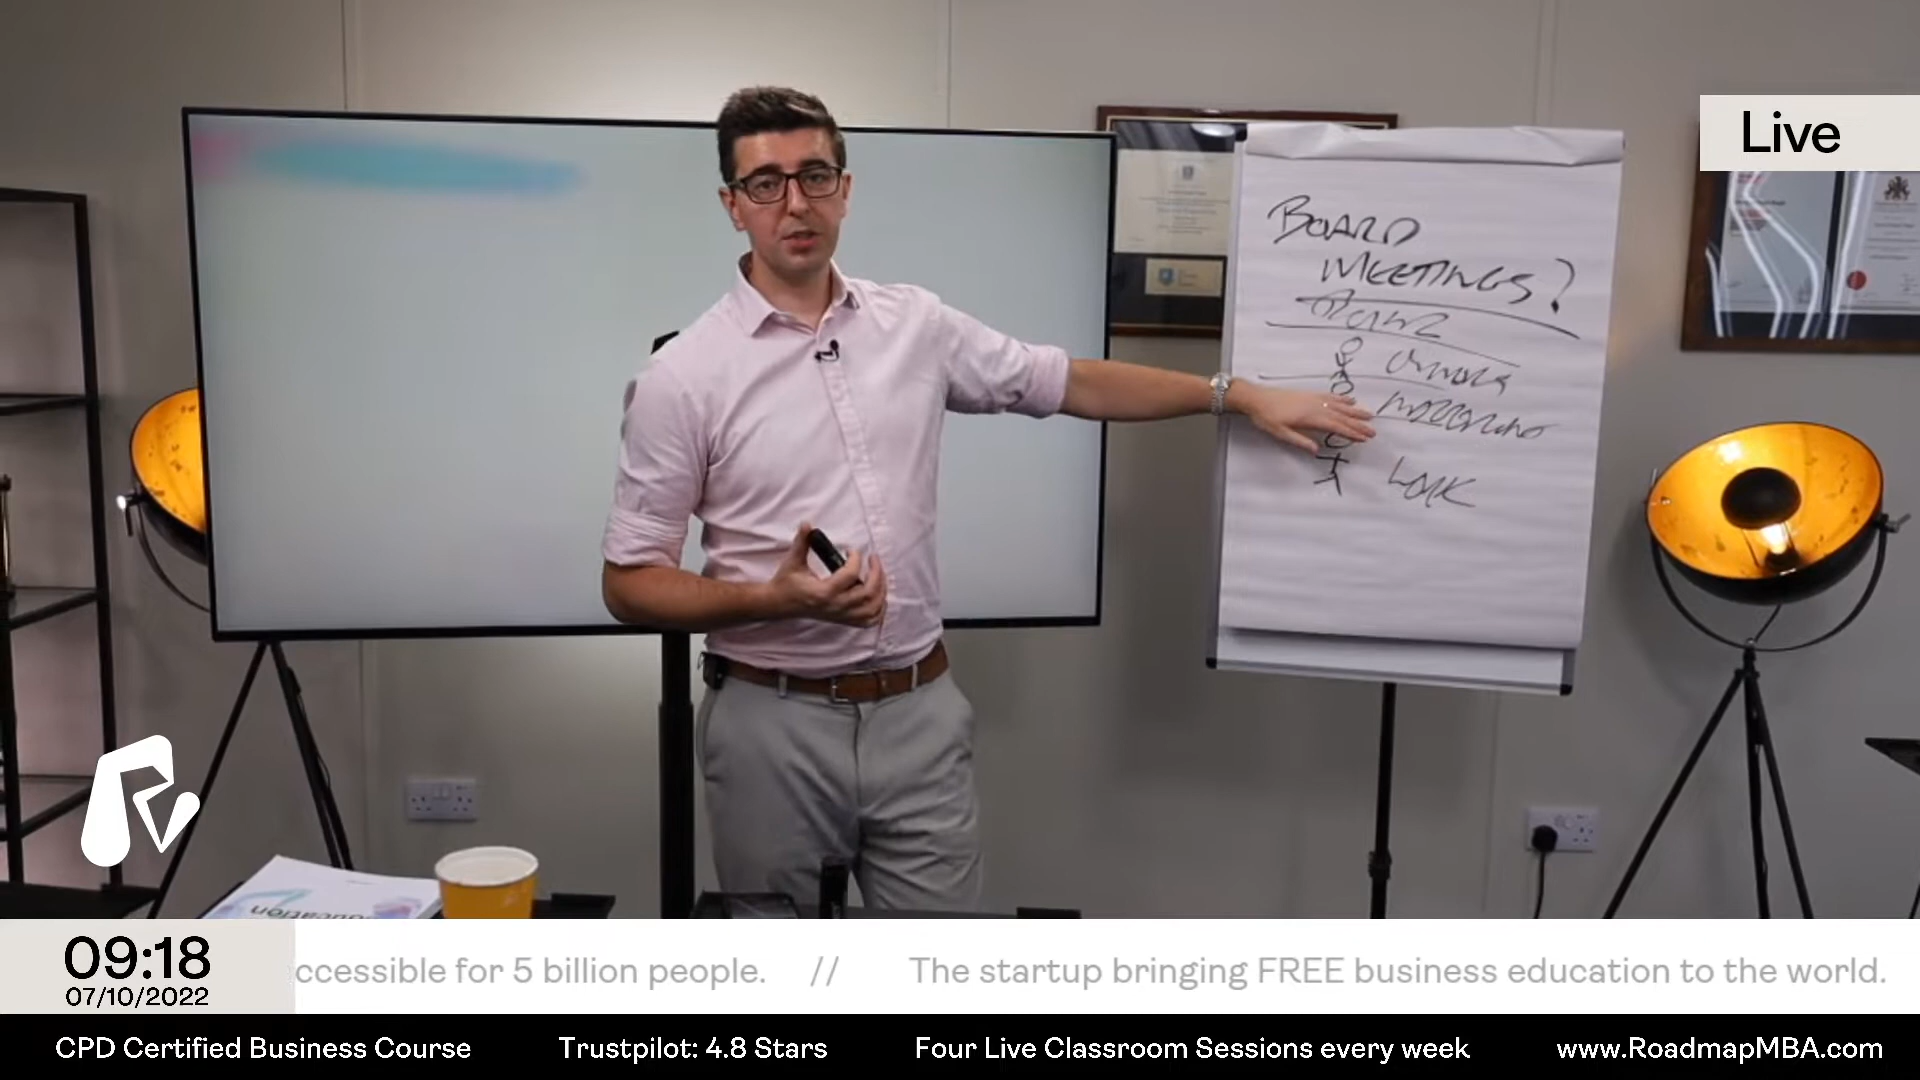 Live
BOARD
MEETINGS?
WORK
ducation
09:18
07/10/2022
ccessible for 5 billion people. // The startup bringing FREE business education to the world.
CPD Certified Business Course Trustpilot: 4.8 Stars Four Live Classroom Sessions every week www.RoadmapMBA.com